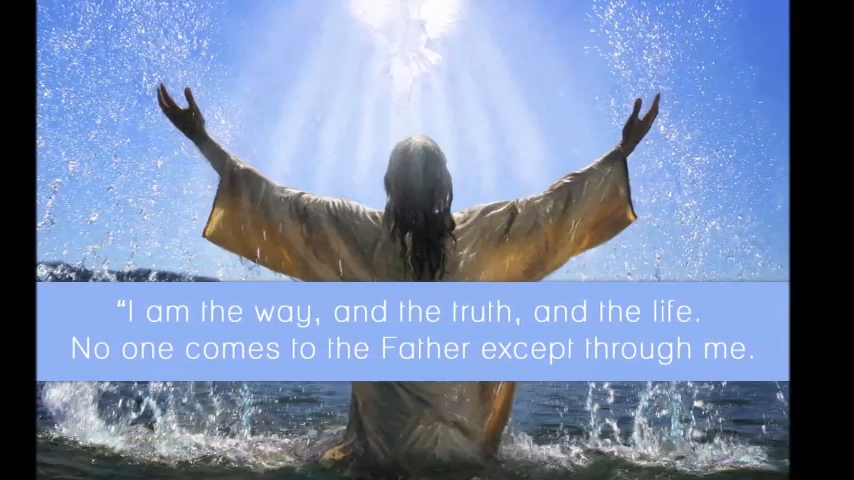 “I am the way, and the truth, and the life.
No one comes to the Father except through me.